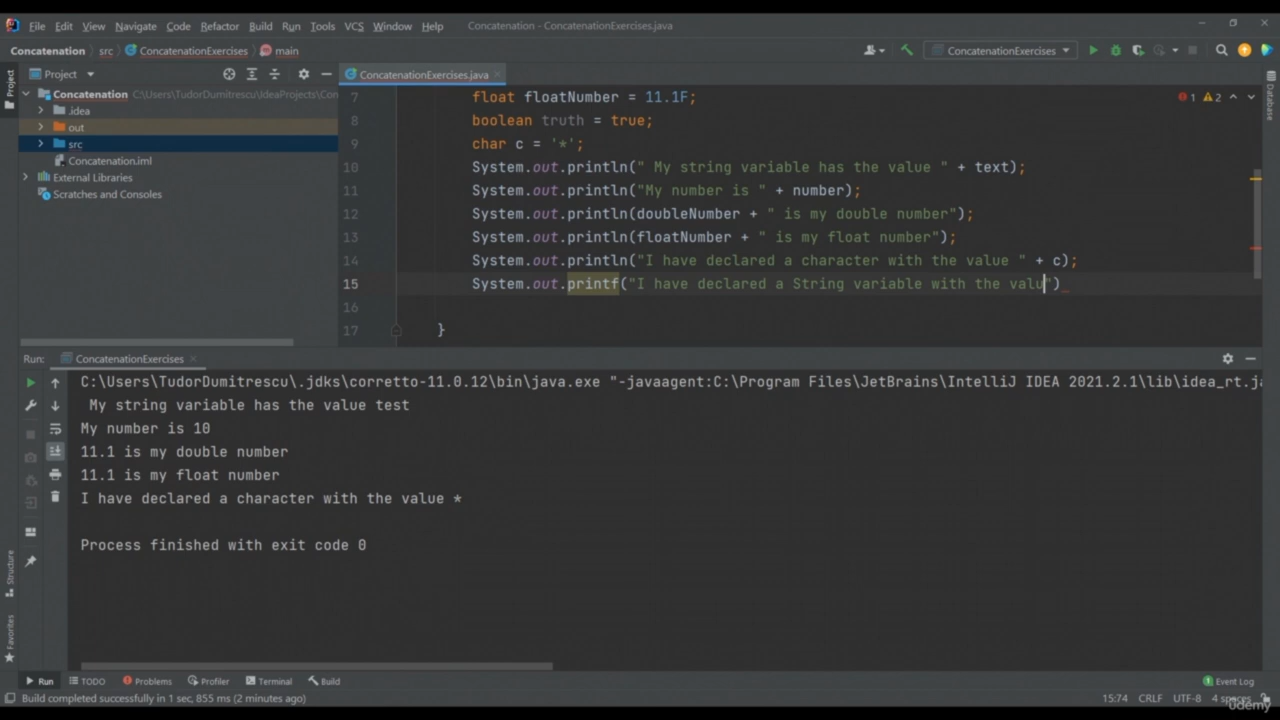 File Edit View Navigate Code Refactor Build Run Tools VCS Window Help Concatenation - ConcatenationExercises.java
Concatenation src ConcatenationExercises main ConcatenationExercises
Project ConcatenationExercises.java
Project
Concatenation C:\Users\TudorDumitrescu\IdeaProjects\Con
.idea
out
src
Concatenation.iml
External Libraries
Scratches and Consoles
Database
1 2
7 float floatNumber = 11.1F;
8 boolean truth = true;
9 char c = '*';
10 System.out.println(" My string variable has the value " + text);
11 System.out.println("My number is " + number);
12 System.out.println(doubleNumber + " is my double number");
13 System.out.println(floatNumber + " is my float number");
14 System.out.println("I have declared a character with the value " + c);
15 System.out.printf("I have declared a String variable with the valu")
16
17 }
Run: ConcatenationExercises
C:\Users\TudorDumitrescu\.jdks\corretto-11.0.12\bin\java.exe "-javaagent:C:\Program Files\JetBrains\IntelliJ IDEA 2021.2.1\lib\idea_rt.ja
My string variable has the value test
My number is 10
11.1 is my double number
11.1 is my float number
I have declared a character with the value *
Process finished with exit code 0
Structure
Favorites
Run TODO Problems Profiler Terminal Build 1 Event Log
Build completed successfully in 1 sec, 855 ms (2 minutes ago) 15:74 CRLF UTF-8 4 spaces
udemy